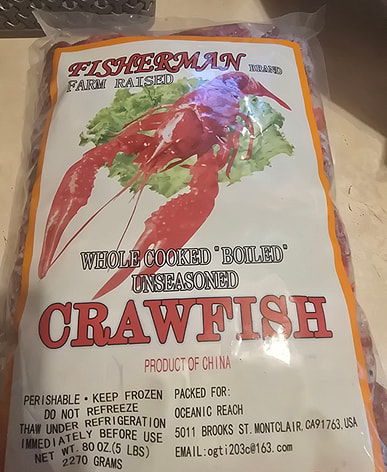 FISHERMAN BRAND
FARM RAISED
WHOLE COOKED "BOILED"
UNSEASONED
CRAWFISH
PRODUCT OF CHINA
PERISHABLE • KEEP FROZEN
DO NOT REFREEZE
THAW UNDER REFRIGERATION
IMMEDIATELY BEFORE USE
NET WT. 80 OZ. (5 LBS)
2270 GRAMS
PACKED FOR:
OCEANIC REACH
5011 BROOKS ST. MONTCLAIR. CA91763, USA
EMAIL: ogti203c@163.com